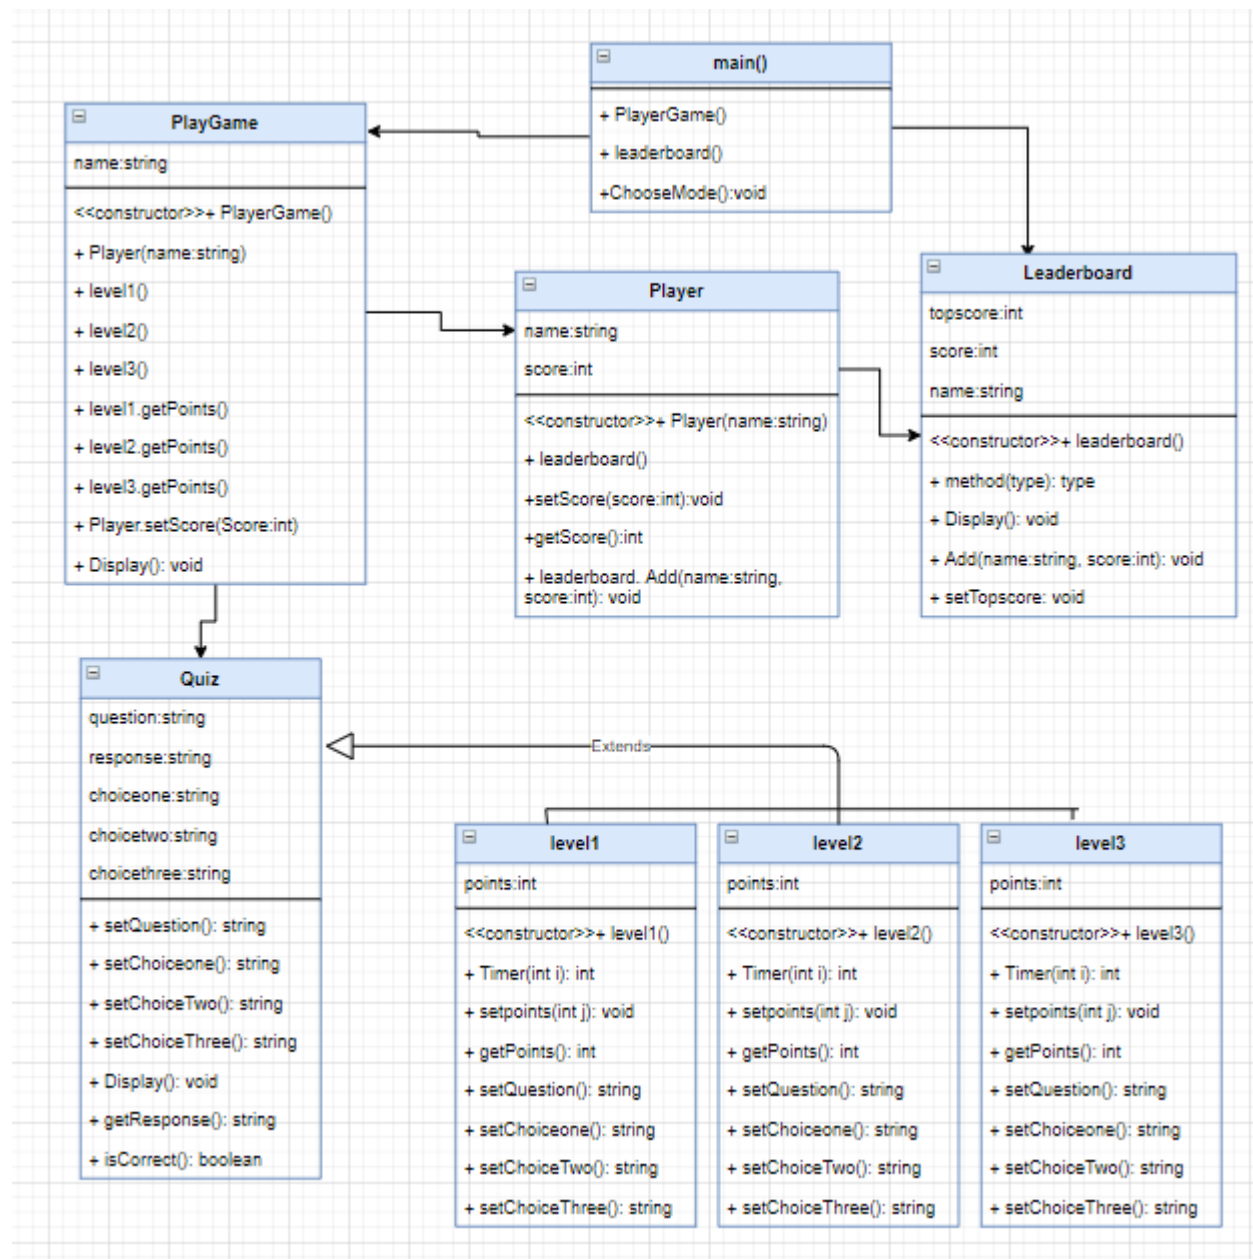 main()
+ PlayerGame()
+ leaderboard()
+ChooseMode():void
PlayGame
name:string
<<constructor>>+ PlayerGame()
+ Player(name:string)
+ level1()
+ level2()
+ level3()
+ level1.getPoints()
+ level2.getPoints()
+ level3.getPoints()
+ Player.setScore(Score:int)
+ Display(): void
Player
name:string
score:int
<<constructor>>+ Player(name:string)
+ leaderboard()
+setScore(score:int):void
+getScore():int
+ leaderboard. Add(name:string,
score:int): void
Leaderboard
topscore:int
score:int
name:string
<<constructor>>+ leaderboard()
+ method(type): type
+ Display(): void
+ Add(name:string, score:int): void
+ setTopscore: void
Quiz
question:string
response:string
choiceone:string
choicetwo:string
choicethree:string
+ setQuestion(): string
+ setChoiceone(): string
+ setChoiceTwo(): string
+ setChoiceThree(): string
+ Display(): void
+ getResponse(): string
+ isCorrect(): boolean
Extends
level1
points:int
<<constructor>>+ level1()
+ Timer(int i): int
+ setpoints(int j): void
+ getPoints(): int
+ setQuestion(): string
+ setChoiceone(): string
+ setChoiceTwo(): string
+ setChoiceThree(): string
level2
points:int
<<constructor>>+ level2()
+ Timer(int i): int
+ setpoints(int j): void
+ getPoints(): int
+ setQuestion(): string
+ setChoiceone(): string
+ setChoiceTwo(): string
+ setChoiceThree(): string
level3
points:int
<<constructor>>+ level3()
+ Timer(int i): int
+ setpoints(int j): void
+ getPoints(): int
+ setQuestion(): string
+ setChoiceone(): string
+ setChoiceTwo(): string
+ setChoiceThree(): string